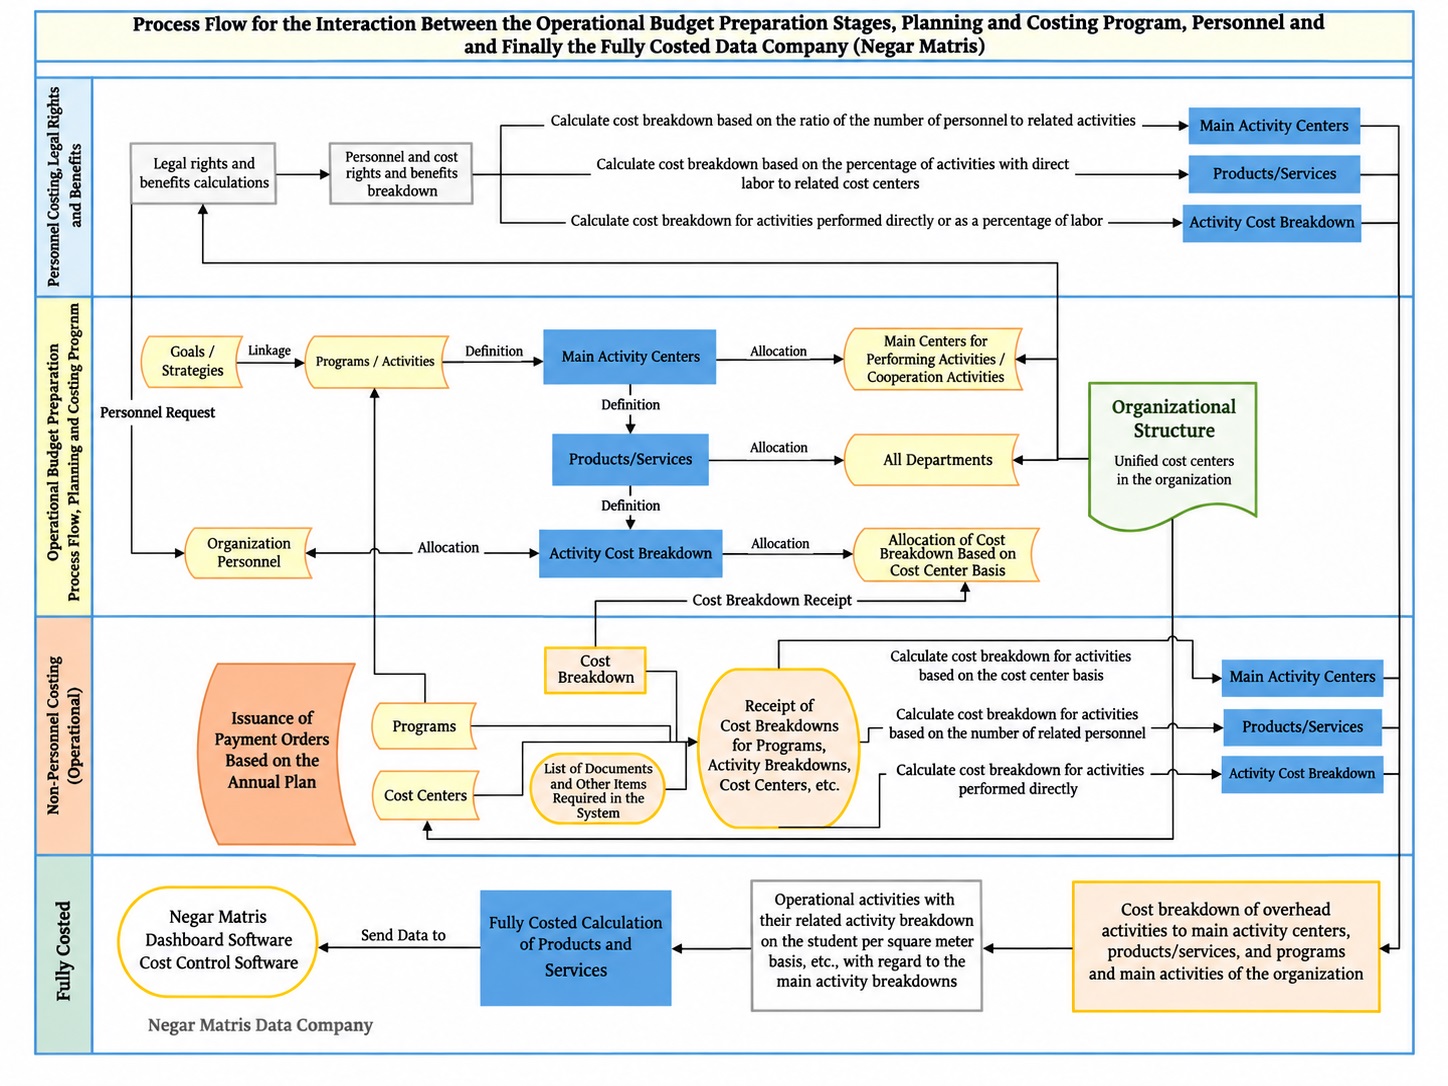 Process Flow for the Interaction Between the Operational Budget Preparation Stages, Planning and Costing Program, Personnel and
and Finally the Fully Costed Data Company (Negar Matris)
Personnel Costing, Legal Rights
and Benefits
Legal rights and
benefits calculations
Personnel and cost
rights and benefits
breakdown
Calculate cost breakdown based on the ratio of the number of personnel to related activities
Main Activity Centers
Calculate cost breakdown based on the percentage of activities with direct
labor to related cost centers
Products/Services
Calculate cost breakdown for activities performed directly or as a percentage of labor
Activity Cost Breakdown
Operational Budget Preparation
Process Flow, Planning and Costing Progrnm
Goals /
Strategies
Linkage
Programs / Activities
Definition
Main Activity Centers
Allocation
Main Centers for
Performing Activities /
Cooperation Activities
Personnel Request
Definition
Products/Services
Allocation
All Departments
Organizational
Structure
Unified cost centers
in the organization
Definition
Organization
Personnel
Allocation
Activity Cost Breakdown
Allocation
Allocation of Cost
Breakdown Based on
Cost Center Basis
Cost Breakdown Receipt
Non-Personnel Costing
(Operational)
Issuance of
Payment Orders
Based on the
Annual Plan
Cost
Breakdown
Programs
Cost Centers
List of Documents
and Other Items
Required in the
System
Receipt of
Cost Breakdowns
for Programs,
Activity Breakdowns,
Cost Centers, etc.
Calculate cost breakdown for activities
based on the cost center basis
Main Activity Centers
Calculate cost breakdown for activities
based on the number of related personnel
Products/Services
Calculate cost breakdown for activities
performed directly
Activity Cost Breakdown
Fully Costed
Negar Matris
Dashboard Software
Cost Control Software
Send Data to
Fully Costed Calculation
of Products and
Services
Operational activities with
their related activity breakdown
on the student per square meter
basis, etc., with regard to the
main activity breakdowns
Cost breakdown of overhead
activities to main activity centers,
products/services, and programs
and main activities of the organization
Negar Matris Data Company